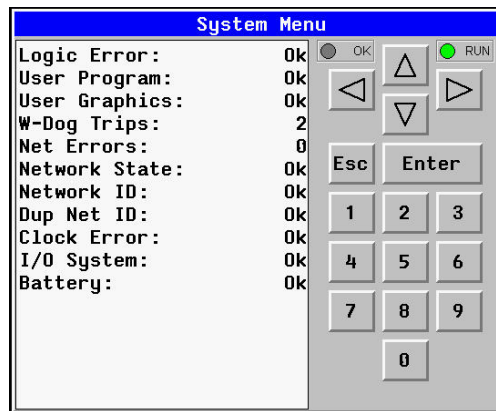 System Menu
Logic Error: Ok
User Program: Ok
User Graphics: Ok
W-Dog Trips: 2
Net Errors: 0
Network State: Ok
Network ID: Ok
Dup Net ID: Ok
Clock Error: Ok
I/O System: Ok
Battery: Ok
OK RUN
Esc Enter
1 2 3
4 5 6
7 8 9
0